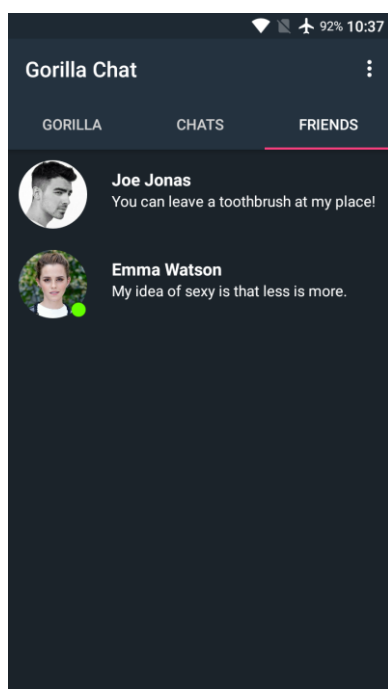 92% 10:37
Gorilla Chat
GORILLA CHATS FRIENDS
Joe Jonas
You can leave a toothbrush at my place!
Emma Watson
My idea of sexy is that less is more.